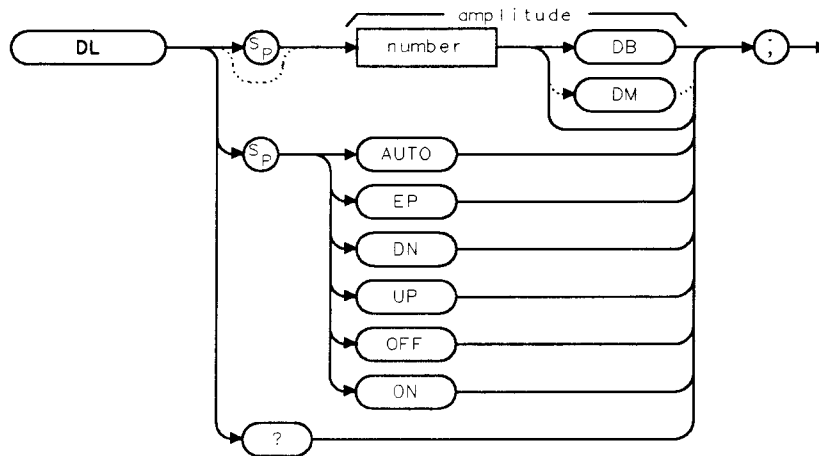 amplitude
DL SP number DB ;
DM
SP AUTO
EP
DN
UP
OFF
ON
?